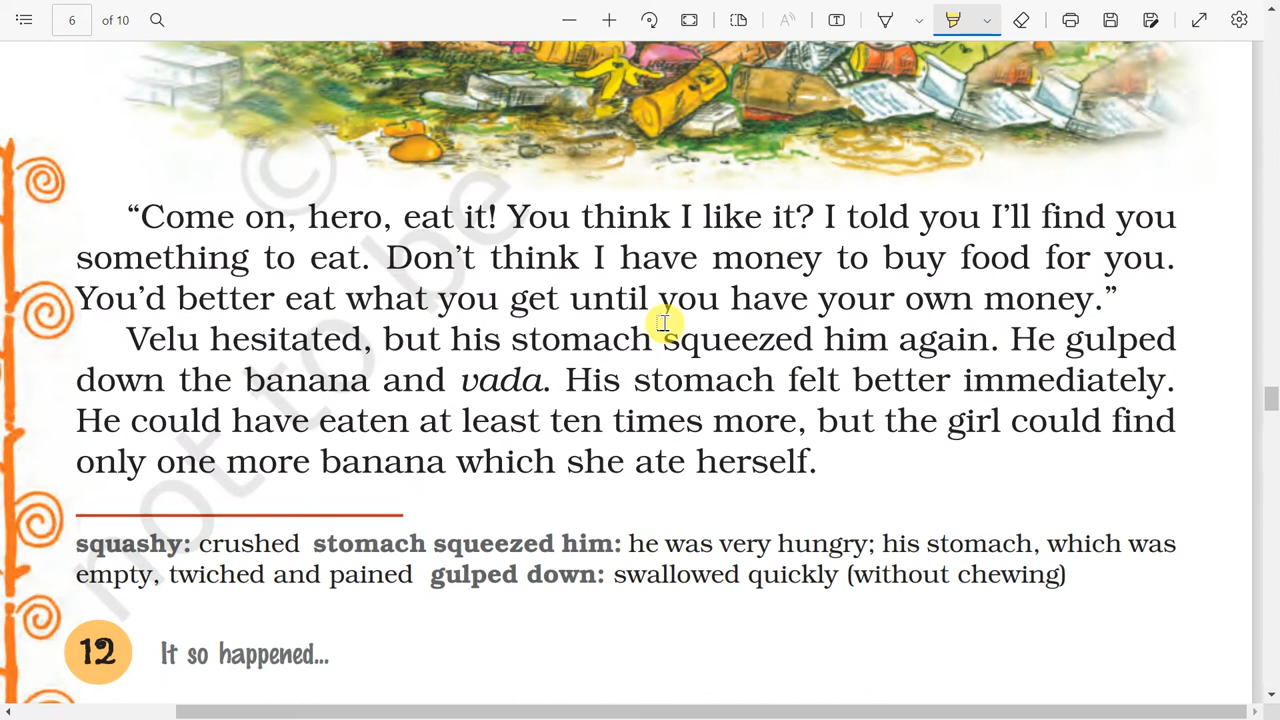 6 of 10
“Come on, hero, eat it! You think I like it? I told you I’ll find you
something to eat. Don’t think I have money to buy food for you.
You’d better eat what you get until you have your own money.”
Velu hesitated, but his stomach squeezed him again. He gulped
down the banana and vada. His stomach felt better immediately.
He could have eaten at least ten times more, but the girl could find
only one more banana which she ate herself.
squashy: crushed stomach squeezed him: he was very hungry; his stomach, which was
empty, twiched and pained gulped down: swallowed quickly (without chewing)
12 It so happened...
©
not to be